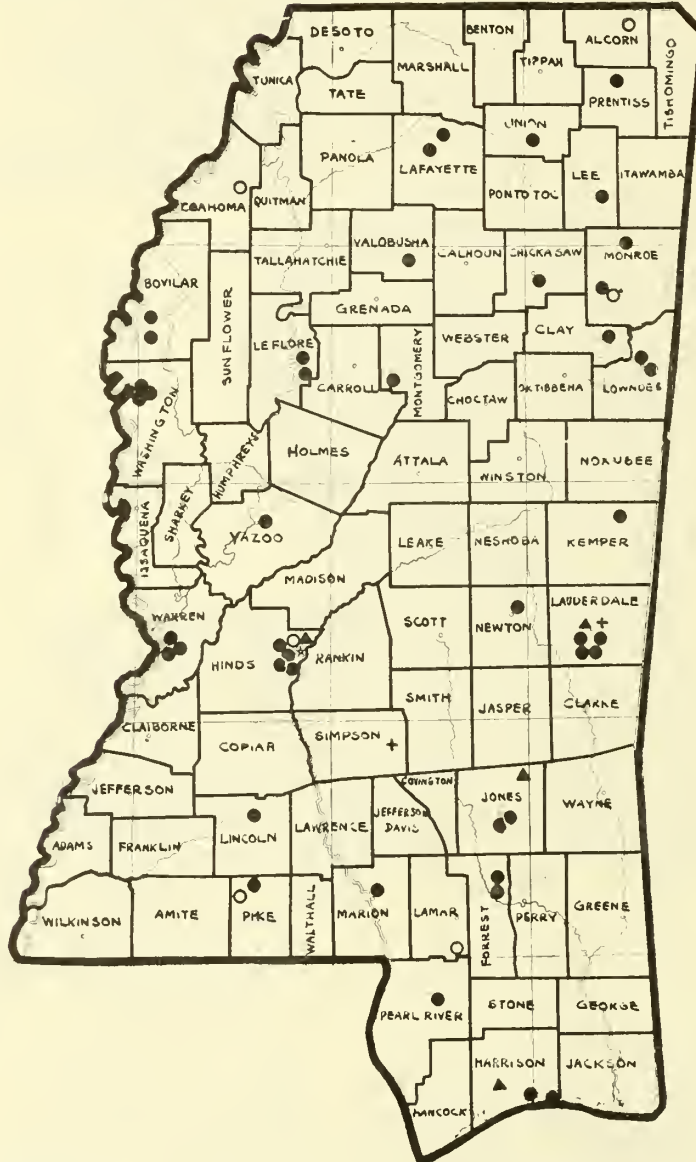 DESOTO
BENTON
ALCORN
MARSHALL
TIPPAH
TISHOMINGO
TUNICA
TATE
PRENTISS
UNION
PANOLA
LAFAYETTE
LEE
ITAWAMBA
COAHOMA
QUITMAN
PONTOTOC
YALOBUSHA
TALLAHATCHIE
CALHOUN
CHICKASAW
MONROE
BOVILAR
SUNFLOWER
GRENADA
LEFLORE
WEBSTER
CLAY
CARROLL
MONTGOMERY
CHOCTAW
OKTIBBEHA
LOWNDES
WASHINGTON
HUMPHREYS
HOLMES
ATTALA
WINSTON
NOXUBEE
ISSAQUENA
SHARKEY
YAZOO
LEAKE
NESHOBA
KEMPER
MADISON
WARREN
SCOTT
NEWTON
LAUDERDALE
HINDS
RANKIN
SMITH
JASPER
CLARKE
CLAIBORNE
COPIAH
SIMPSON
JEFFERSON
COVINGTON
JONES
WAYNE
ADAMS
FRANKLIN
LINCOLN
LAWRENCE
JEFFERSON
DAVIS
WILKINSON
AMITE
PIKE
WALTHALL
MARION
LAMAR
FORREST
PERRY
GREENE
PEARL RIVER
STONE
GEORGE
HARRISON
JACKSON
HANCOCK